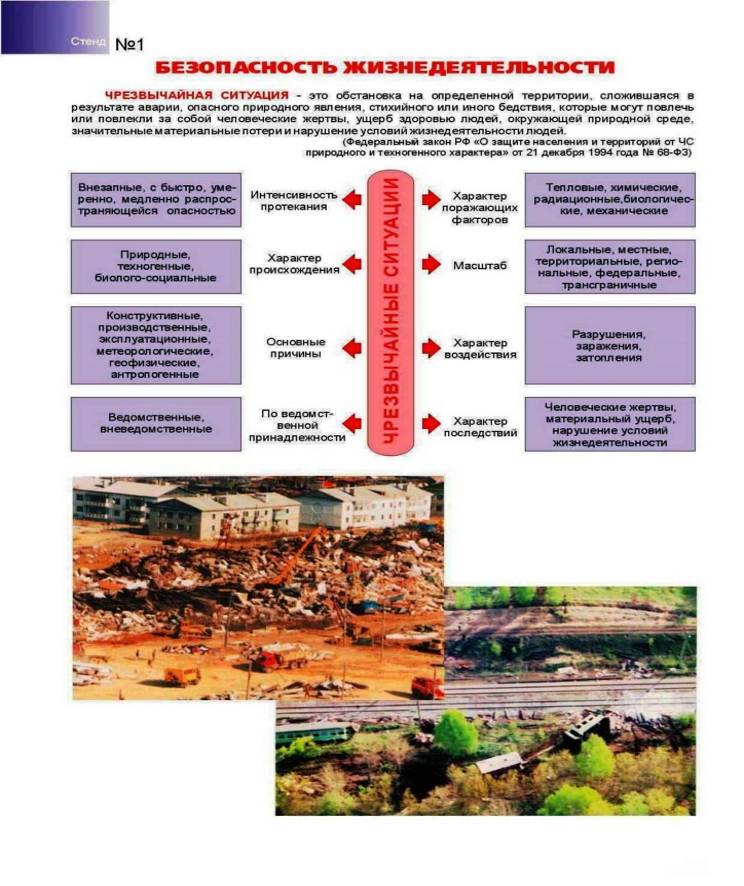 Стенд №1
БЕЗОПАСНОСТЬ ЖИЗНЕДЕЯТЕЛЬНОСТИ
ЧРЕЗВЫЧАЙНАЯ СИТУАЦИЯ - это обстановка на определенной территории, сложившаяся в
результате аварии, опасного природного явления, стихийного или иного бедствия, которые могут повлечь
или повлекли за собой человеческие жертвы, ущерб здоровью людей, окружающей природной среде,
значительные материальные потери и нарушение условий жизнедеятельности людей.
(Федеральный закон РФ «О защите населения и территорий от ЧС
природного и техногенного характера» от 21 декабря 1994 года № 68-ФЗ)
Внезапные, с быстро, уме-
ренно, медленно распрос-
траняющейся опасностью
Интенсивность
протекания
Природные,
техногенные,
биолого-социальные
Характер
происхождения
Конструктивные,
производственные,
эксплуатационные,
метеорологические,
геофизические,
антропогенные
Основные
причины
Ведомственные,
вневедомственные
По ведомст-
венной
принадлежности
ЧРЕЗВЫЧАЙНЫЕ СИТУАЦИИ
Характер
поражающих
факторов
Тепловые, химические,
радиационные,биологичес-
кие, механические
Масштаб
Локальные, местные,
территориальные, регио-
нальные, федеральные,
трансграничные
Характер
воздействия
Разрушения,
заражения,
затопления
Характер
последствий
Человеческие жертвы,
материальный ущерб,
нарушение условий
жизнедеятельности